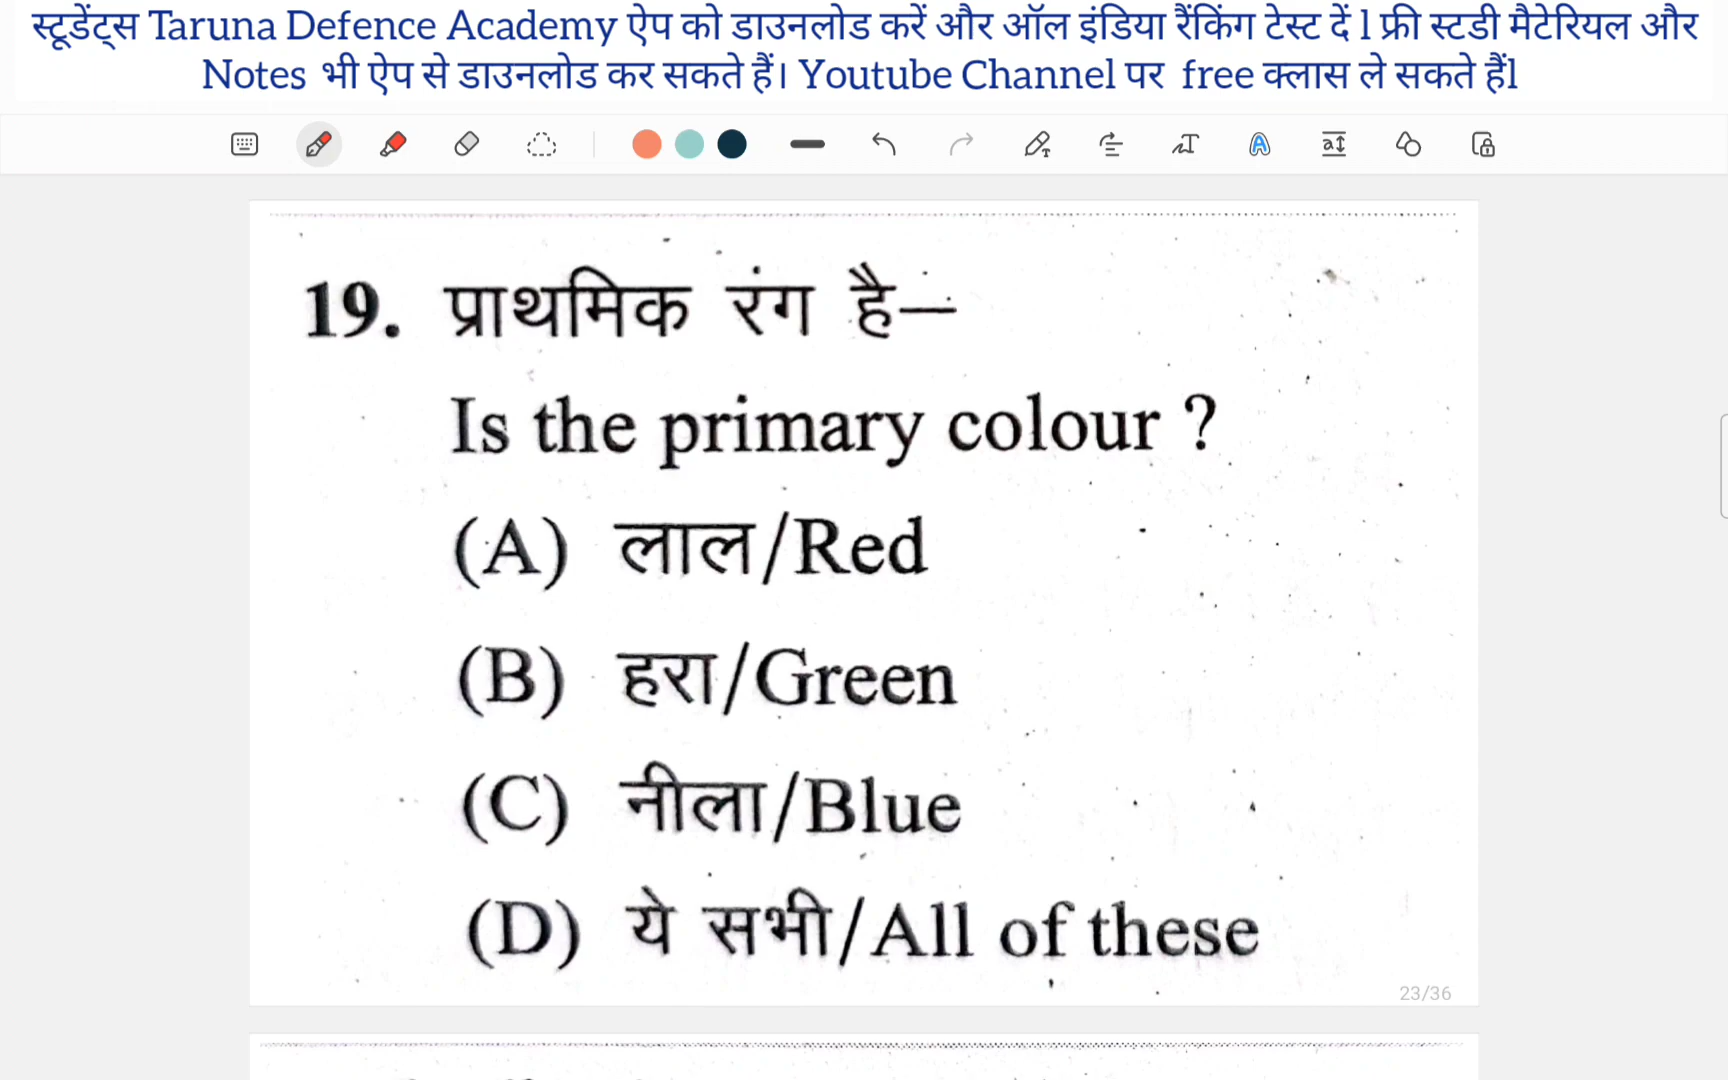 स्टूडेंट्स Taruna Defence Academy ऐप को डाउनलोड करें और ऑल इंडिया रैंकिंग टेस्ट दें l फ्री स्टडी मैटेरियल और
Notes भी ऐप से डाउनलोड कर सकते हैं। Youtube Channel पर free क्लास ले सकते हैंl
19. प्राथमिक रंग है—
Is the primary colour ?
(A) लाल/Red
(B) हरा/Green
(C) नीला/Blue
(D) ये सभी/All of these
23/36